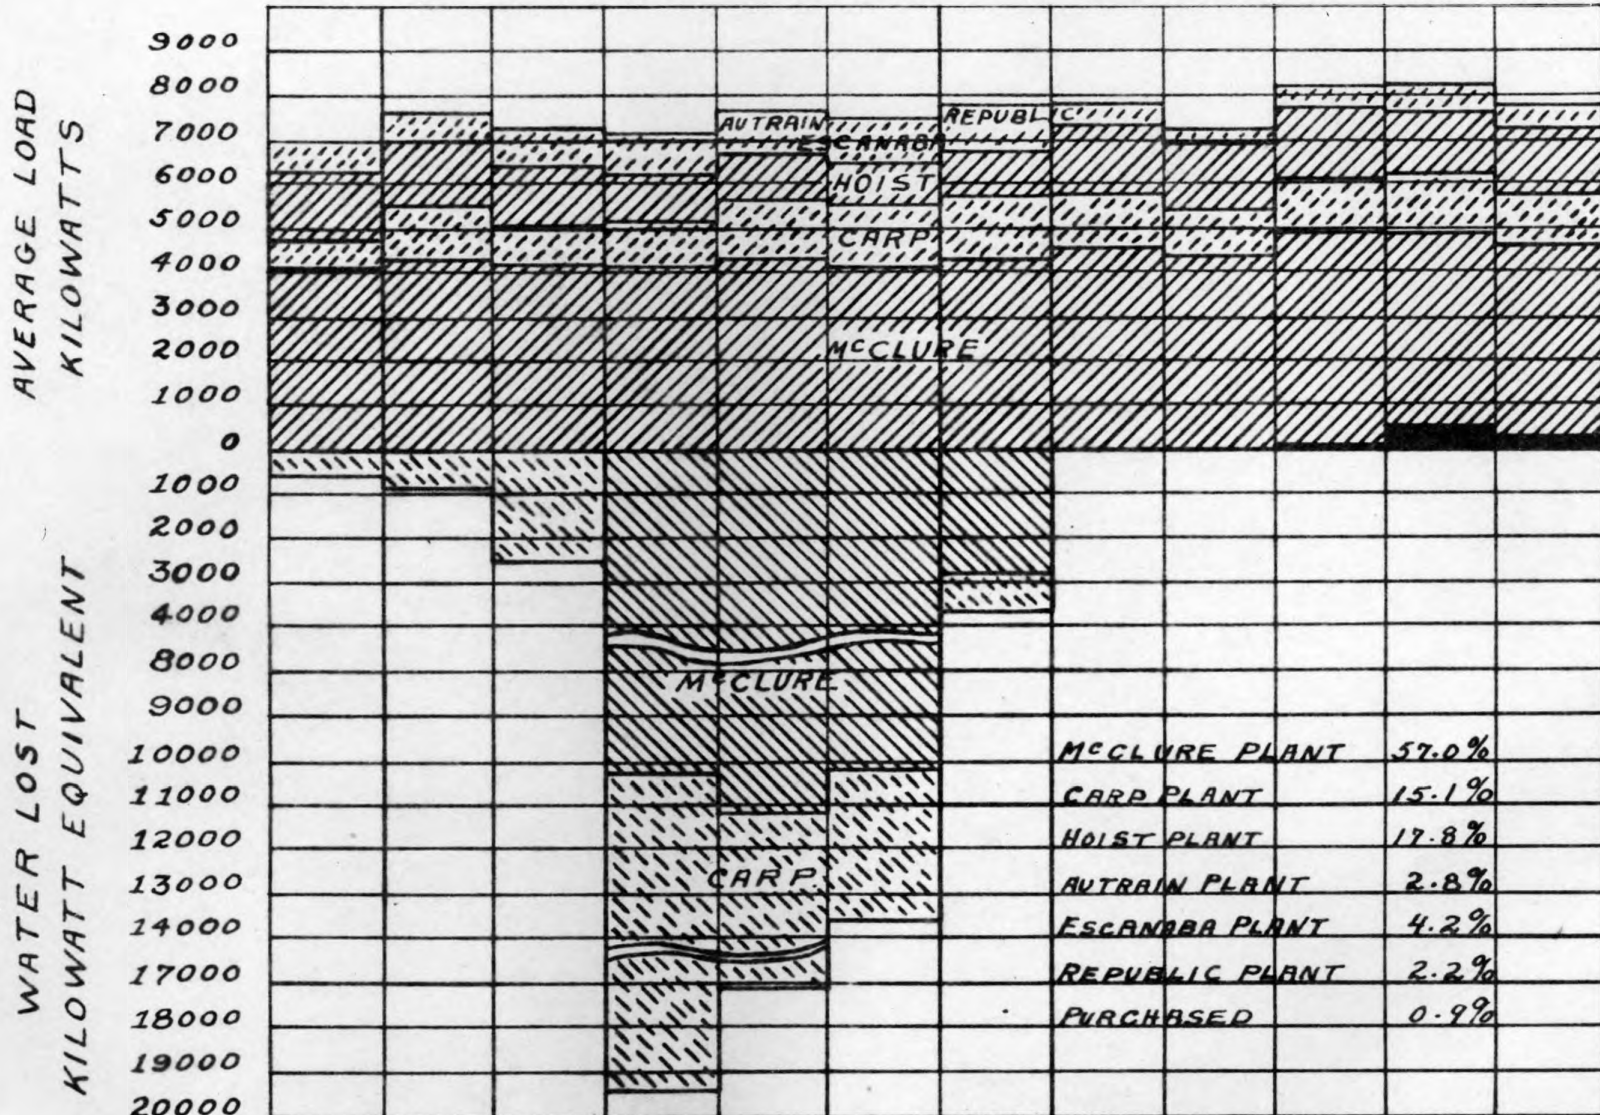 AVERAGE LOAD
KILOWATTS
9000
8000
7000
6000
5000
4000
3000
2000
1000
0
AUTRAIN
ESCANABA
REPUBLIC
HOIST
CARP
McCLURE
WATER LOST
KILOWATT EQUIVALENT
1000
2000
3000
4000
8000
9000
10000
11000
12000
13000
14000
17000
18000
19000
20000
McCLURE
CARP
McCLURE PLANT 57.0%
CARP PLANT 15.1%
HOIST PLANT 17.8%
AUTRAIN PLANT 2.8%
ESCANABA PLANT 4.2%
REPUBLIC PLANT 2.2%
PURCHASED 0.9%